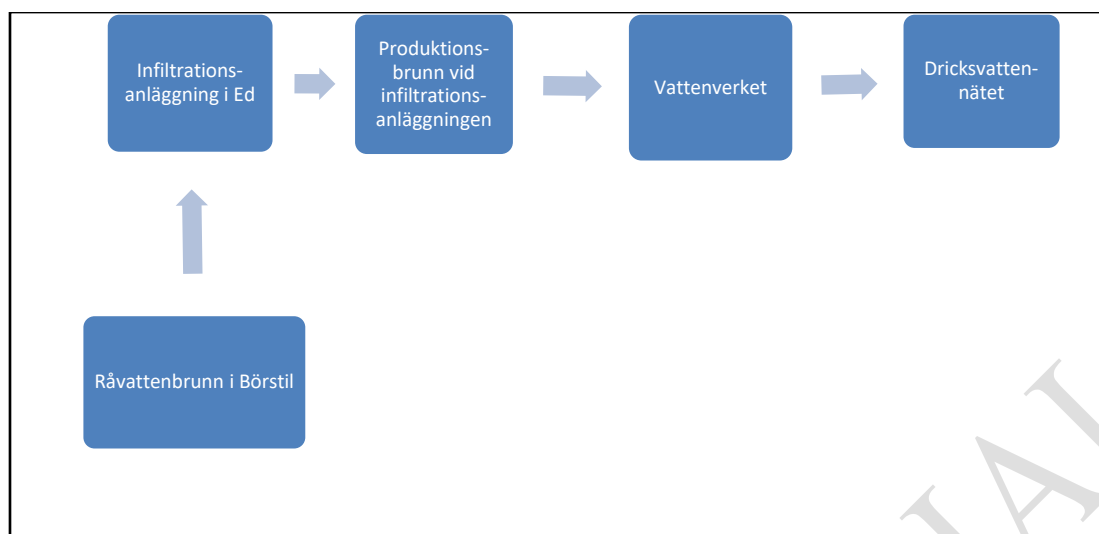 Infiltrations-
anläggning i Ed
Produktions-
brunn vid
infiltrations-
anläggningen
Vattenverket
Dricksvatten-
nätet
Råvattenbrunn i Börstil